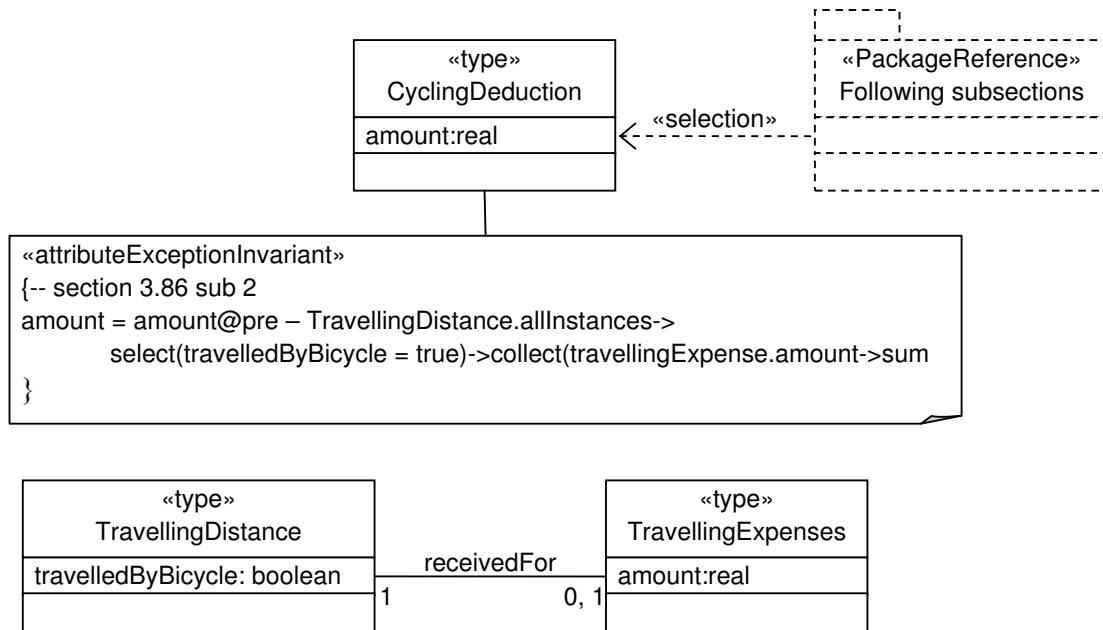 «type»
CyclingDeduction
amount:real
«selection»
«PackageReference»
Following subsections
«attributeExceptionInvariant»
{-- section 3.86 sub 2
amount = amount@pre – TravellingDistance.allInstances->
select(travelledByBicycle = true)->collect(travellingExpense.amount->sum
}
«type»
TravellingDistance
travelledByBicycle: boolean
receivedFor
1
0, 1
«type»
TravellingExpenses
amount:real